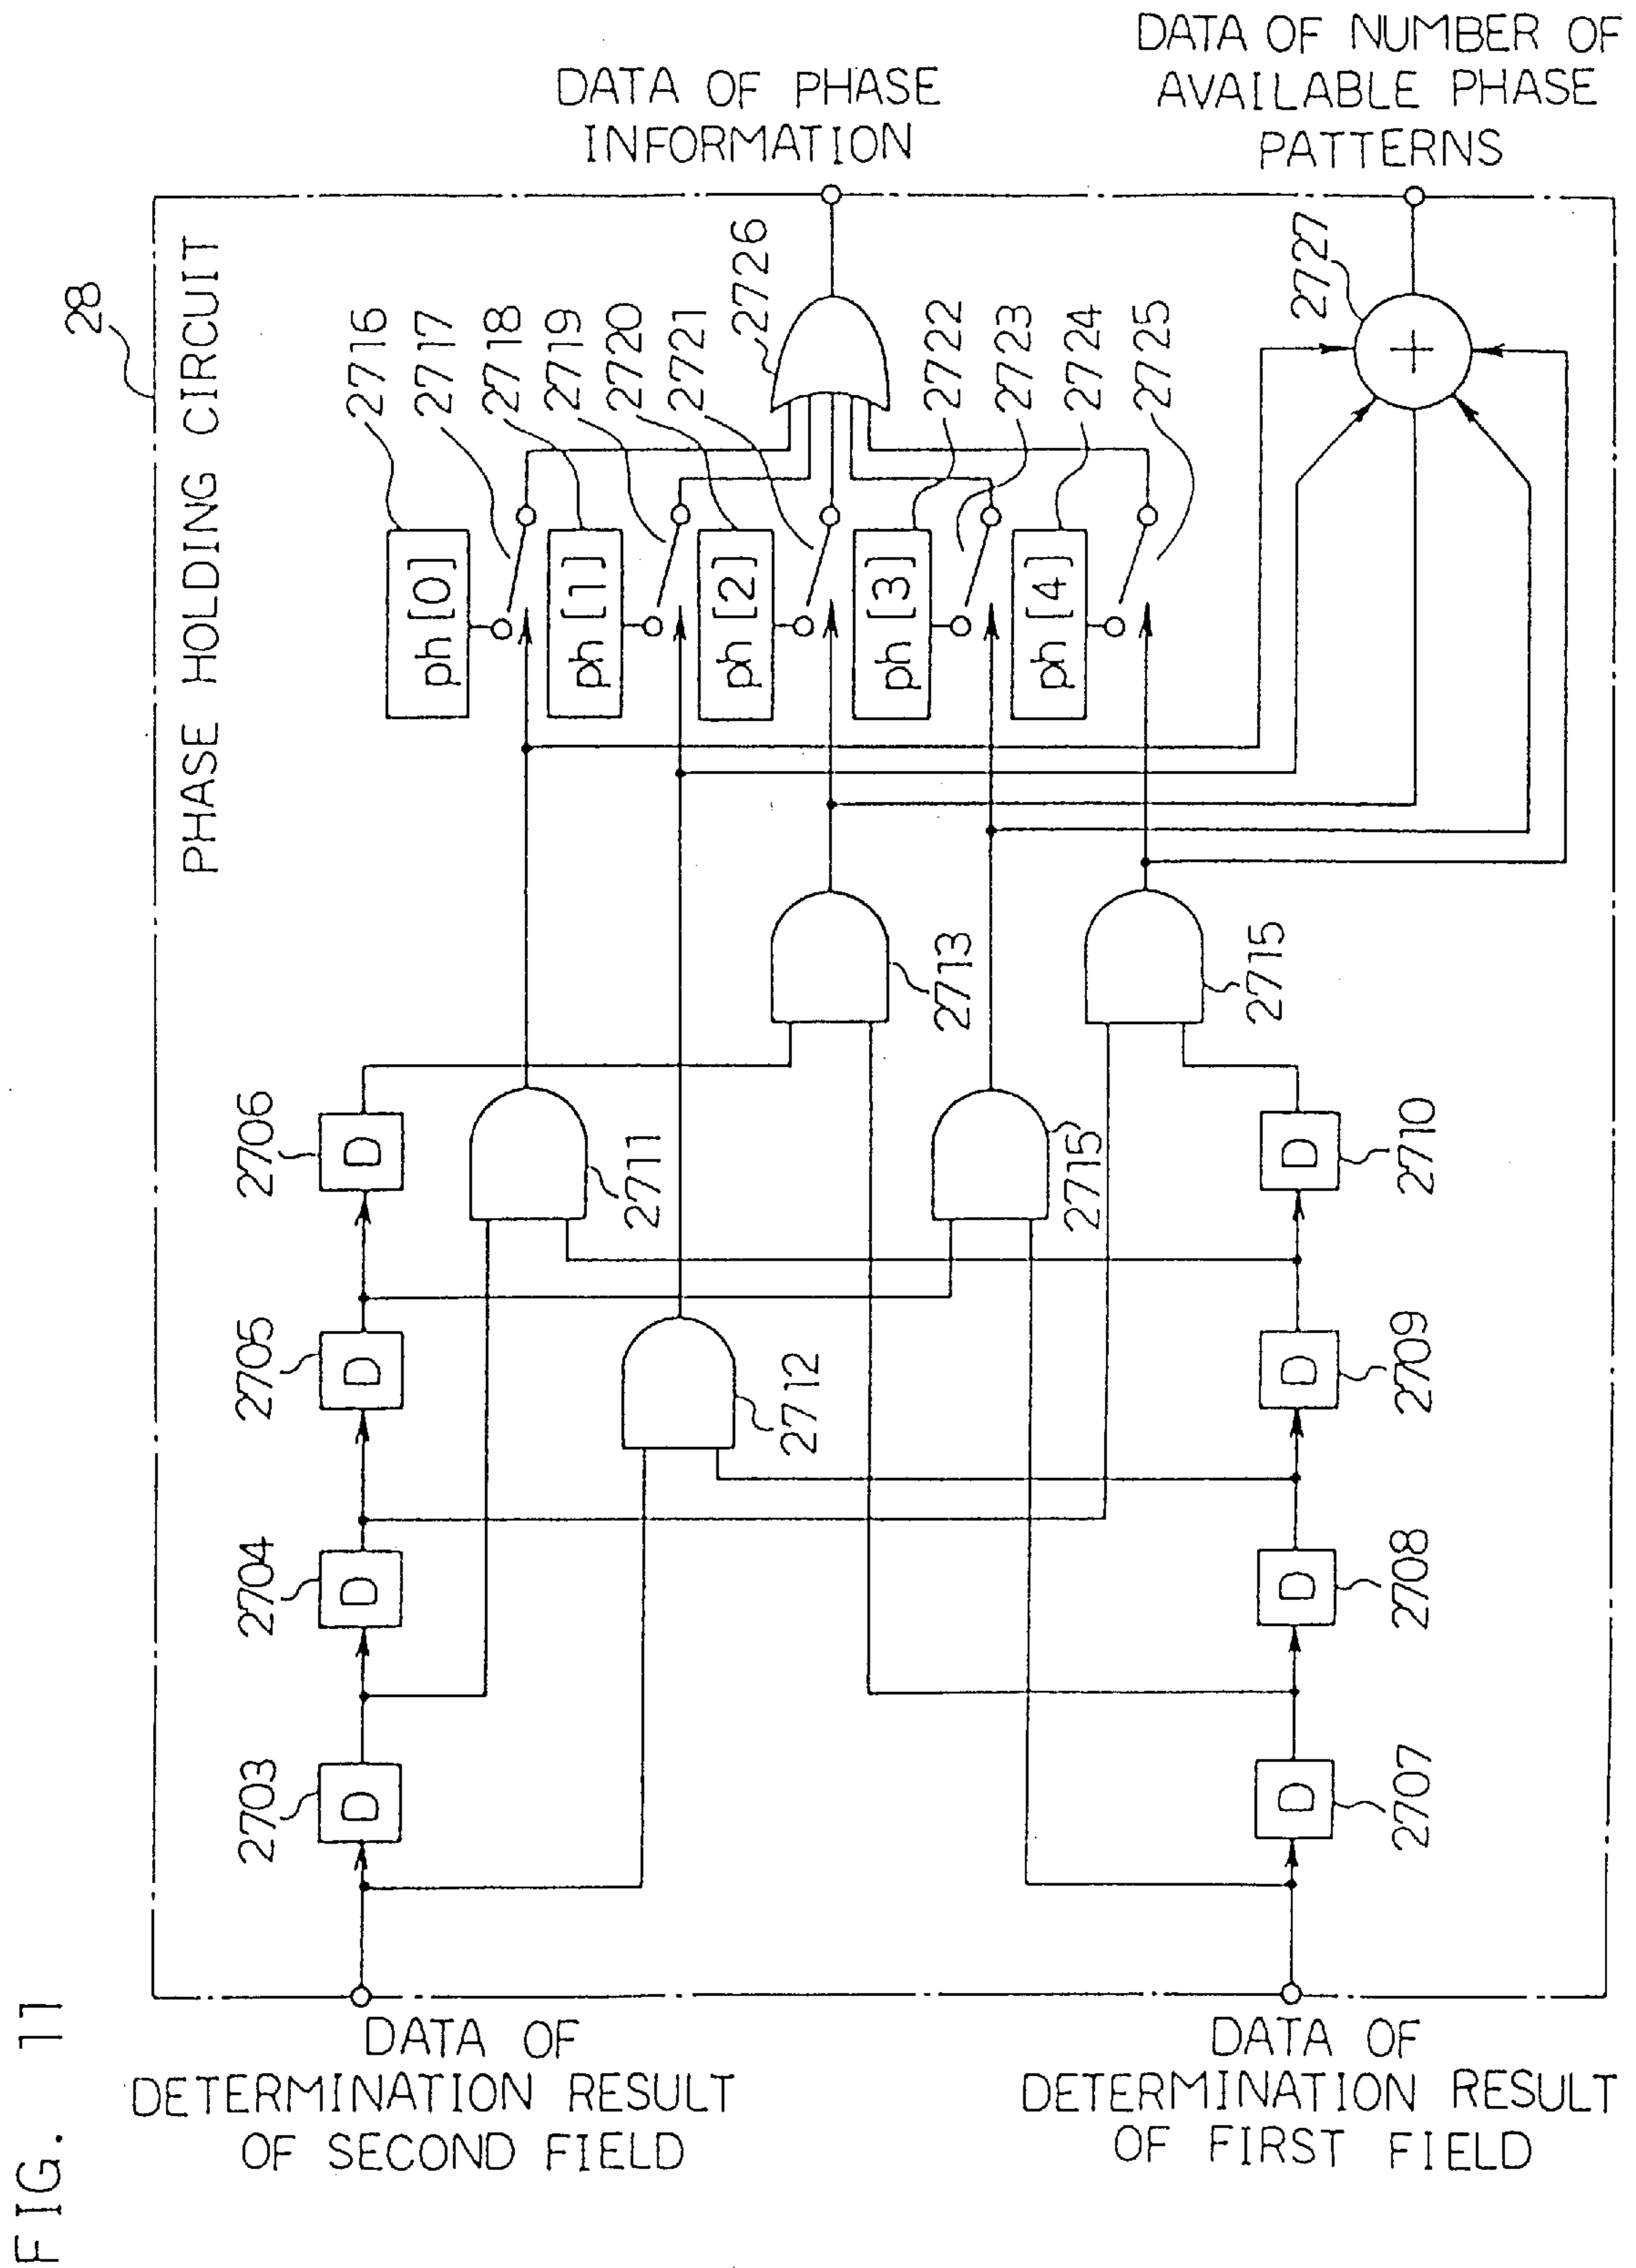 FIG. 11
28
PHASE HOLDING CIRCUIT
DATA OF PHASE
INFORMATION
DATA OF NUMBER OF
AVAILABLE PHASE
PATTERNS
2716
2717
2718
2719
2720
2721
2726
2722
2723
2724
2725
2727
ph [0]
ph [1]
ph [2]
ph [3]
ph [4]
2706
D
2705
D
2704
D
2703
D
2711
2712
2713
2715
2715
D
2710
D
2709
D
2708
D
2707
+
DATA OF
DETERMINATION RESULT
OF SECOND FIELD
DATA OF
DETERMINATION RESULT
OF FIRST FIELD